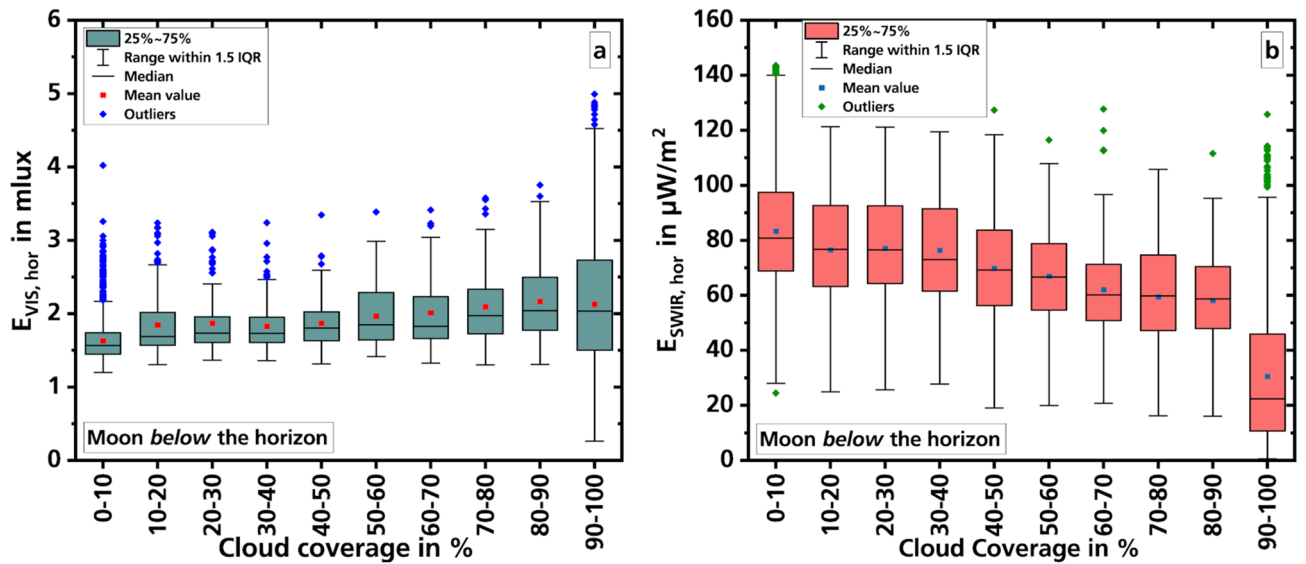 6
5
4
3
2
1
0
E_VIS, hor in mlux
25%~75%
Range within 1.5 IQR
Median
Mean value
Outliers
a
Moon below the horizon
0-10
10-20
20-30
30-40
40-50
50-60
60-70
70-80
80-90
90-100
Cloud coverage in %
160
140
120
100
80
60
40
20
0
E_SWIR, hor in µW/m²
25%~75%
Range within 1.5 IQR
Median
Mean value
Outliers
b
Moon below the horizon
0-10
10-20
20-30
30-40
40-50
50-60
60-70
70-80
80-90
90-100
Cloud Coverage in %